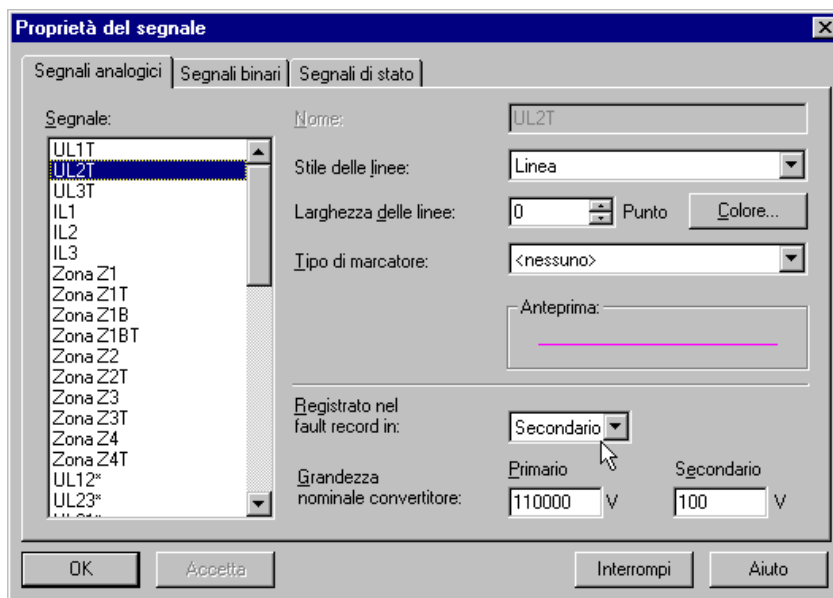 Proprietà del segnale
Segnali analogici
Segnali binari
Segnali di stato
Segnale:
UL1T
UL2T
UL3T
IL1
IL2
IL3
Zona Z1
Zona Z1T
Zona Z1B
Zona Z1BT
Zona Z2
Zona Z2T
Zona Z3
Zona Z3T
Zona Z4
Zona Z4T
UL12*
UL23*
Nome:
UL2T
Stile delle linee:
Linea
Larghezza delle linee:
0
Punto
Colore...
Tipo di marcatore:
<nessuno>
Anteprima:
Registrato nel
fault record in:
Secondario
Grandezza
nominale convertitore:
Primario
110000
V
Secondario
100
V
OK
Accetta
Interrompi
Aiuto